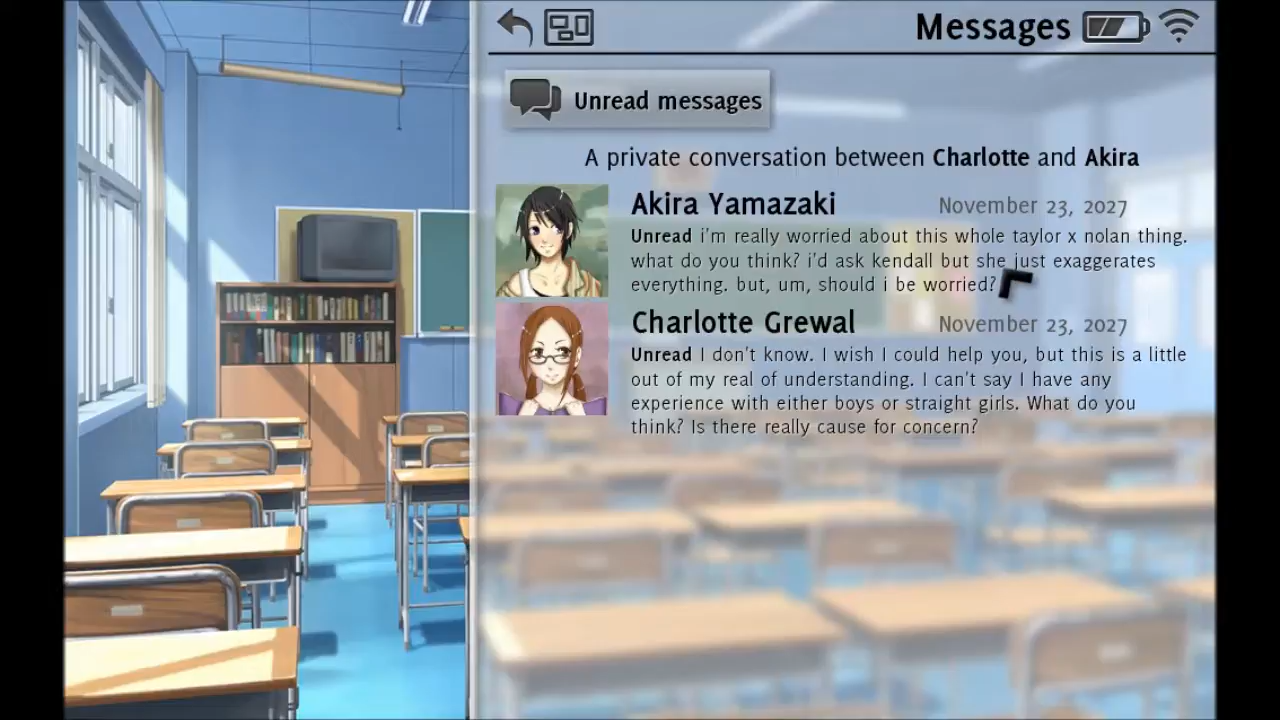 Messages
Unread messages
A private conversation between Charlotte and Akira
Akira Yamazaki
November 23, 2027
Unread i'm really worried about this whole taylor x nolan thing.
what do you think? i'd ask kendall but she just exaggerates
everything. but, um, should i be worried?
Charlotte Grewal
November 23, 2027
Unread I don't know. I wish I could help you, but this is a little
out of my real of understanding. I can't say I have any
experience with either boys or straight girls. What do you
think? Is there really cause for concern?